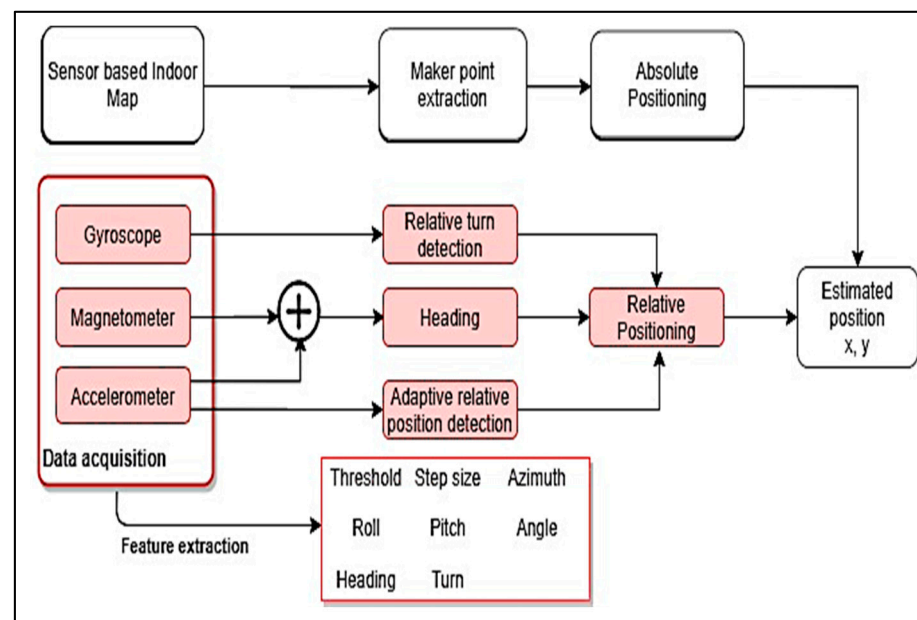 Sensor based Indoor
Map
Maker point
extraction
Absolute
Positioning
Gyroscope
Relative turn
detection
Magnetometer
Heading
Relative
Positioning
Estimated
position
x, y
Accelerometer
Adaptive relative
position detection
Data acquisition
Threshold Step size Azimuth
Roll Pitch Angle
Heading Turn
Feature extraction